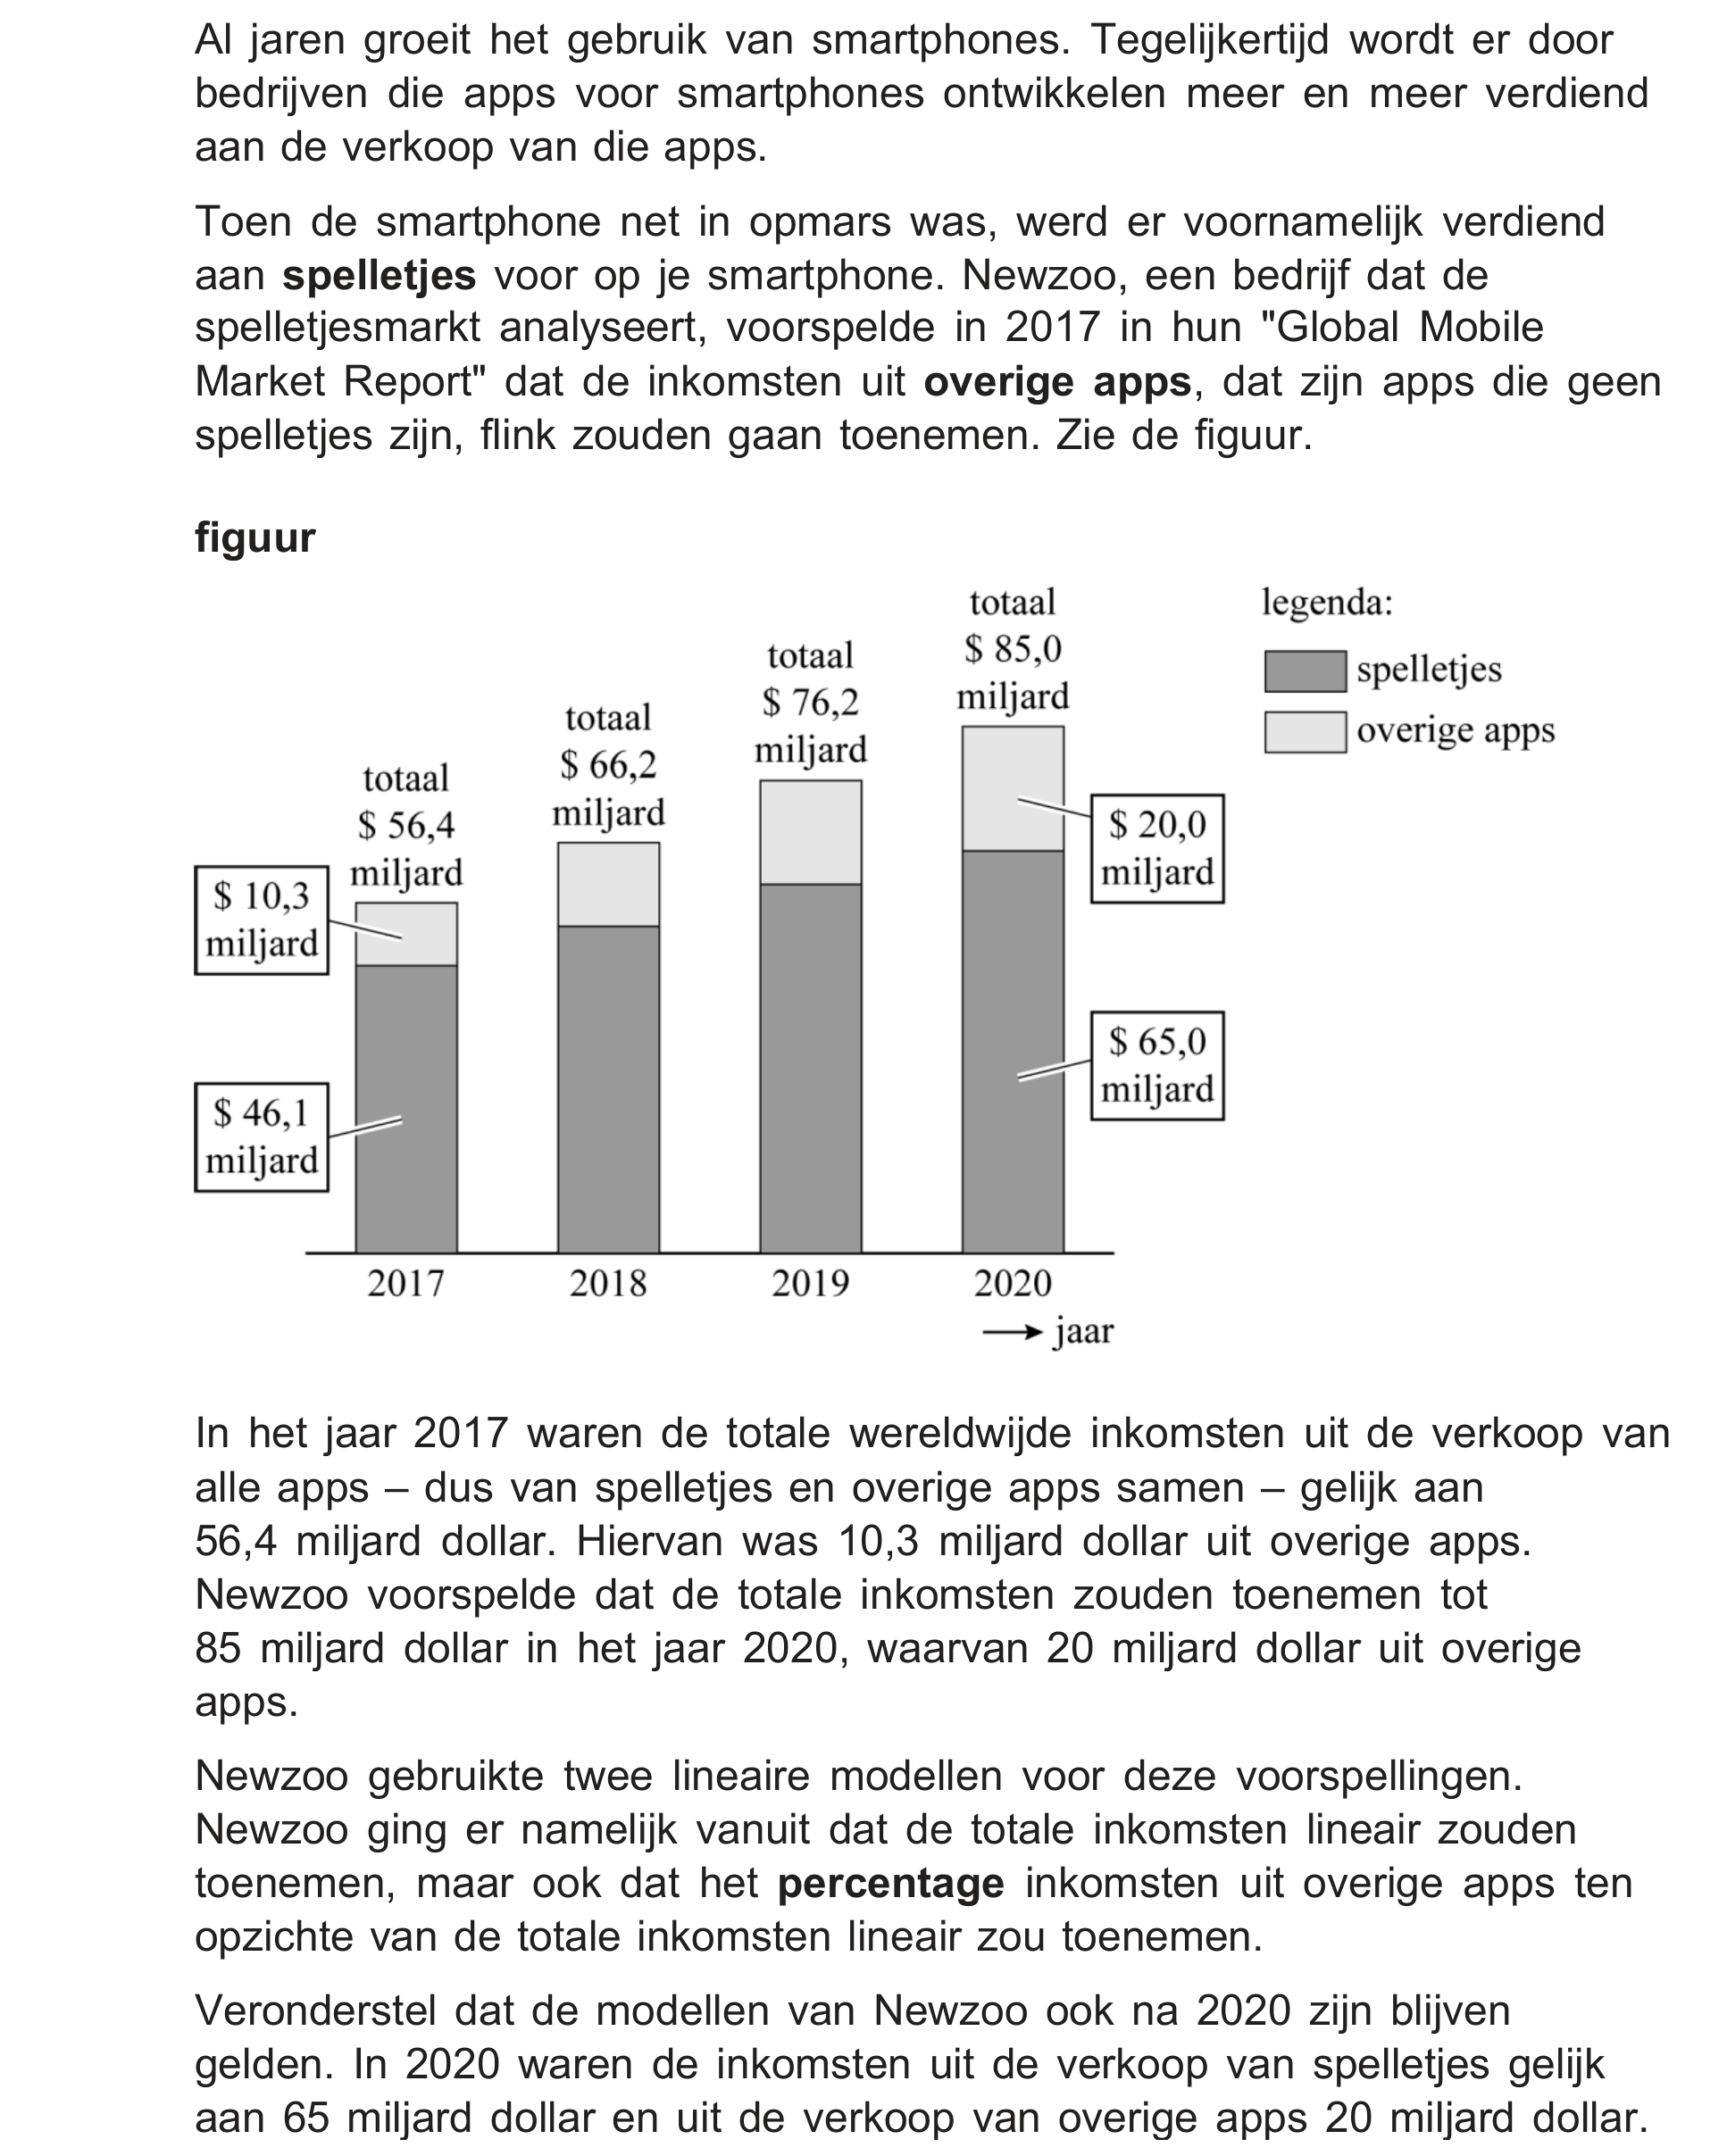 Al jaren groeit het gebruik van smartphones. Tegelijkertijd wordt er door
bedrijven die apps voor smartphones ontwikkelen meer en meer verdiend
aan de verkoop van die apps.
Toen de smartphone net in opmars was, werd er voornamelijk verdiend
aan spelletjes voor op je smartphone. Newzoo, een bedrijf dat de
spelletjesmarkt analyseert, voorspelde in 2017 in hun "Global Mobile
Market Report" dat de inkomsten uit overige apps, dat zijn apps die geen
spelletjes zijn, flink zouden gaan toenemen. Zie de figuur.
figuur
totaal
$ 56,4
miljard
totaal
$ 66,2
miljard
totaal
$ 76,2
miljard
totaal
$ 85,0
miljard
legenda:
spelletjes
overige apps
$ 10,3
miljard
$ 46,1
miljard
$ 20,0
miljard
$ 65,0
miljard
2017 2018 2019 2020
jaar
In het jaar 2017 waren de totale wereldwijde inkomsten uit de verkoop van
alle apps – dus van spelletjes en overige apps samen – gelijk aan
56,4 miljard dollar. Hiervan was 10,3 miljard dollar uit overige apps.
Newzoo voorspelde dat de totale inkomsten zouden toenemen tot
85 miljard dollar in het jaar 2020, waarvan 20 miljard dollar uit overige
apps.
Newzoo gebruikte twee lineaire modellen voor deze voorspellingen.
Newzoo ging er namelijk vanuit dat de totale inkomsten lineair zouden
toenemen, maar ook dat het percentage inkomsten uit overige apps ten
opzichte van de totale inkomsten lineair zou toenemen.
Veronderstel dat de modellen van Newzoo ook na 2020 zijn blijven
gelden. In 2020 waren de inkomsten uit de verkoop van spelletjes gelijk
aan 65 miljard dollar en uit de verkoop van overige apps 20 miljard dollar.